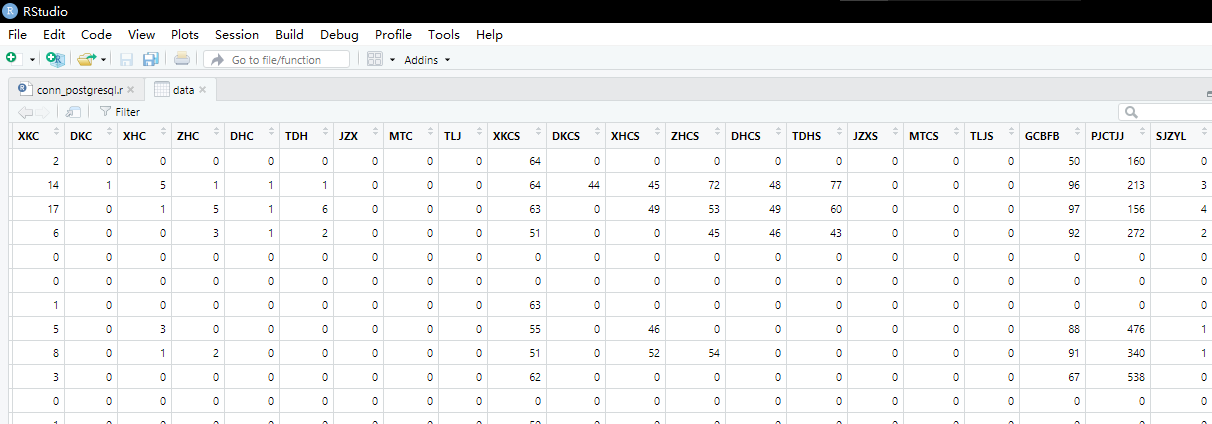 RStudio
File Edit Code View Plots Session Build Debug Profile Tools Help
Go to file/function Addins
conn_postgresql.r data
Filter
XKC DKC XHC ZHC DHC TDH JZX MTC TLJ XKCS DKCS XHCS ZHCS DHCS TDHS JZXS MTCS TLJS GCBFB PJCTJJ SJZYL
2 0 0 0 0 0 0 0 0 64 0 0 0 0 0 0 0 0 50 160 0
14 1 5 1 1 1 0 0 0 64 44 45 72 48 77 0 0 0 96 213 3
17 0 1 5 1 6 0 0 0 63 0 49 53 49 60 0 0 0 97 156 4
6 0 0 3 1 2 0 0 0 51 0 0 45 46 43 0 0 0 92 272 2
0 0 0 0 0 0 0 0 0 0 0 0 0 0 0 0 0 0 0 0 0
0 0 0 0 0 0 0 0 0 0 0 0 0 0 0 0 0 0 0 0 0
1 0 0 0 0 0 0 0 0 63 0 0 0 0 0 0 0 0 0 0 0
5 0 3 0 0 0 0 0 0 55 0 46 0 0 0 0 0 0 88 476 1
8 0 1 2 0 0 0 0 0 51 0 52 54 0 0 0 0 0 91 340 1
3 0 0 0 0 0 0 0 0 62 0 0 0 0 0 0 0 0 67 538 0
0 0 0 0 0 0 0 0 0 0 0 0 0 0 0 0 0 0 0 0 0